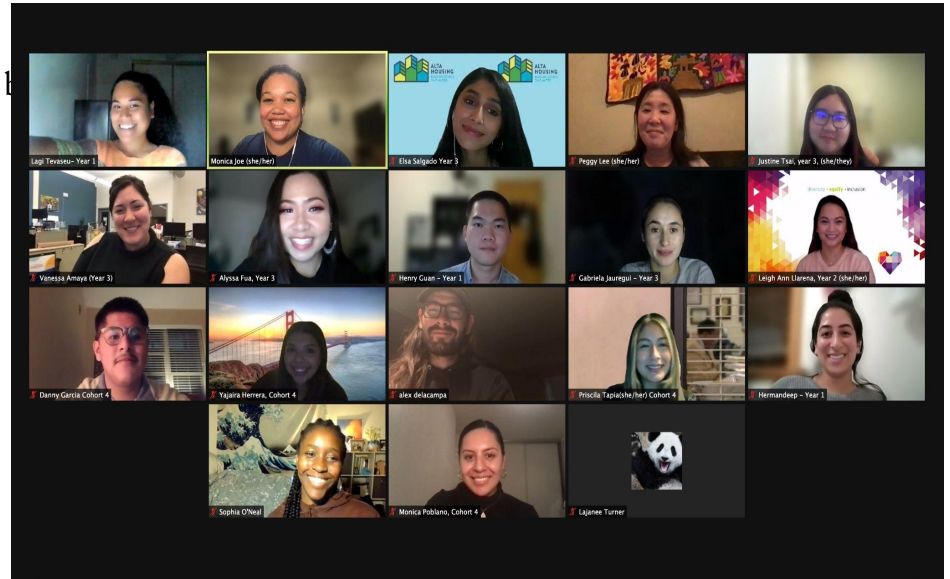 Lagi Tevaseu- Year 1
Monica Joe (she/her)
ALTA
HOUSING
ALTA
HOUSING
Elsa Salgado Year 3
Peggy Lee (she/her)
Justine Tsai, year 3, (she/they)
Vanessa Amaya (Year 3)
Alyssa Fua, Year 3
Henry Guan - Year 1
Gabriela Jauregui - Year 3
diversity • equity • inclusion
Leigh Ann Llarena, Year 2 (she/her)
Danny Garcia Cohort 4
Yajaira Herrera, Cohort 4
alex delacampa
Priscila Tapia(she/her) Cohort 4
Hermandeep - Year 1
Sophia O'Neal
Monica Poblano, Cohort 4
Lajanee Turner